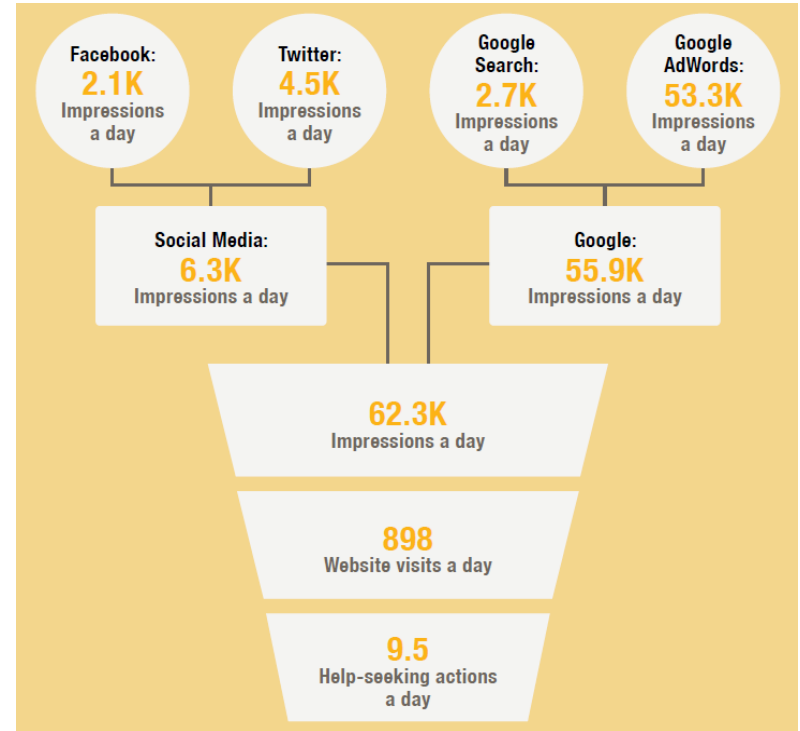 Facebook:
2.1K
Impressions
a day
Twitter:
4.5K
Impressions
a day
Google
Search:
2.7K
Impressions
a day
Google
AdWords:
53.3K
Impressions
a day
Social Media:
6.3K
Impressions a day
Google:
55.9K
Impressions a day
62.3K
Impressions a day
898
Website visits a day
9.5
Help-seeking actions
a day